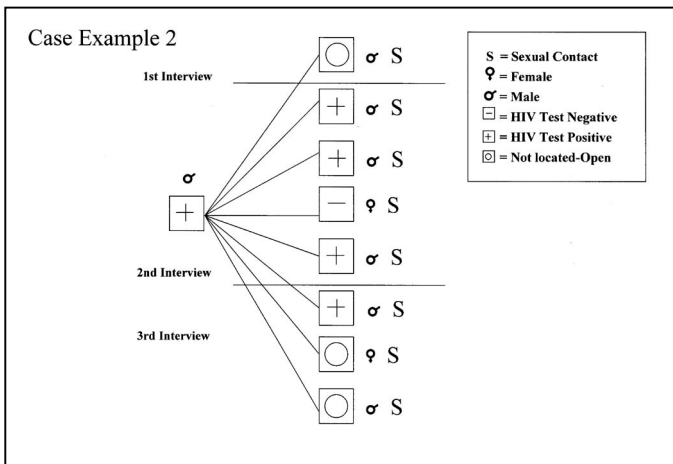 Case Example 2
1st Interview
♂ S
♂ S
♂ S
♂
♀ S
♂ S
2nd Interview
♂ S
3rd Interview
♀ S
♂ S
S = Sexual Contact
♀ = Female
♂ = Male
− = HIV Test Negative
+ = HIV Test Positive
○ = Not located-Open